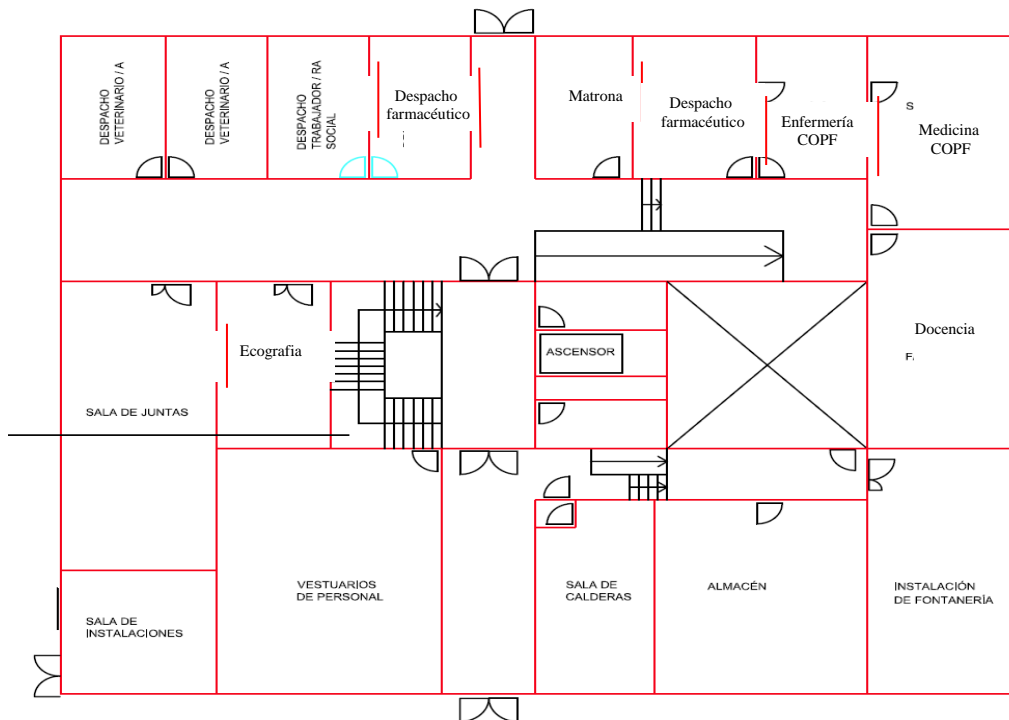 DESPACHO
VETERINARIO / A
DESPACHO
VETERINARIO / A
DESPACHO
TRABAJADOR / RA
SOCIAL
Despacho
farmacéutico
Matrona
Despacho
farmacéutico
Enfermería
COPF
S
Medicina
COPF
Ecografia
ASCENSOR
Docencia
F.
SALA DE JUNTAS
VESTUARIOS
DE PERSONAL
SALA DE
CALDERAS
ALMACÉN
INSTALACIÓN
DE FONTANERÍA
SALA DE
INSTALACIONES